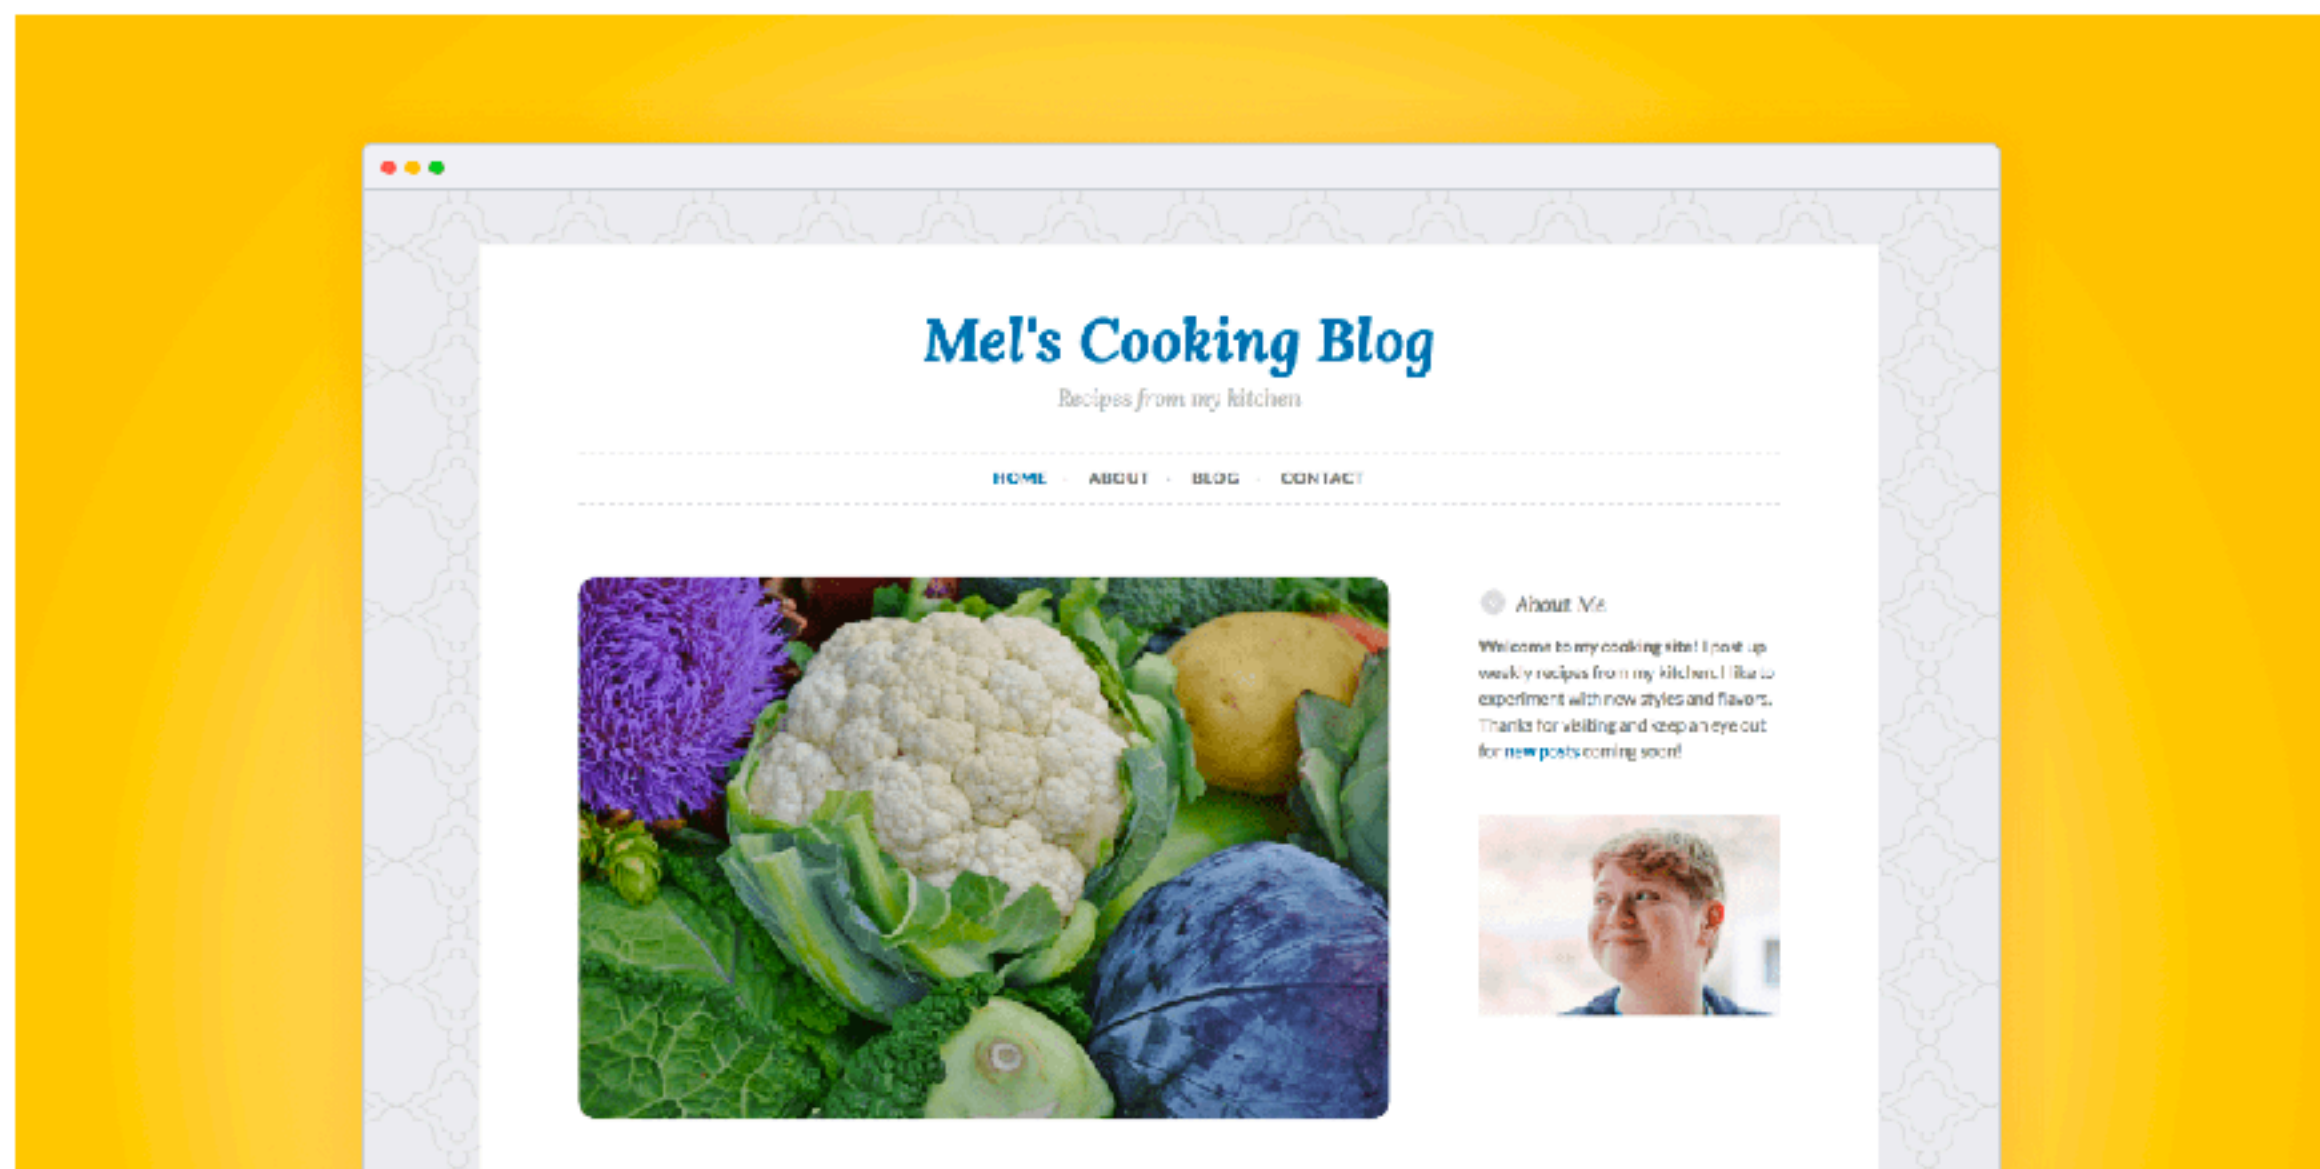 Mel's Cooking Blog
Recipes from my kitchen
HOME · ABOUT · BLOG · CONTACT
About Me
Welcome to my cooking site! I post up
weekly recipes from my kitchen. I like to
experiment with new styles and flavors.
Thanks for visiting and keep an eye out
for new posts coming soon!